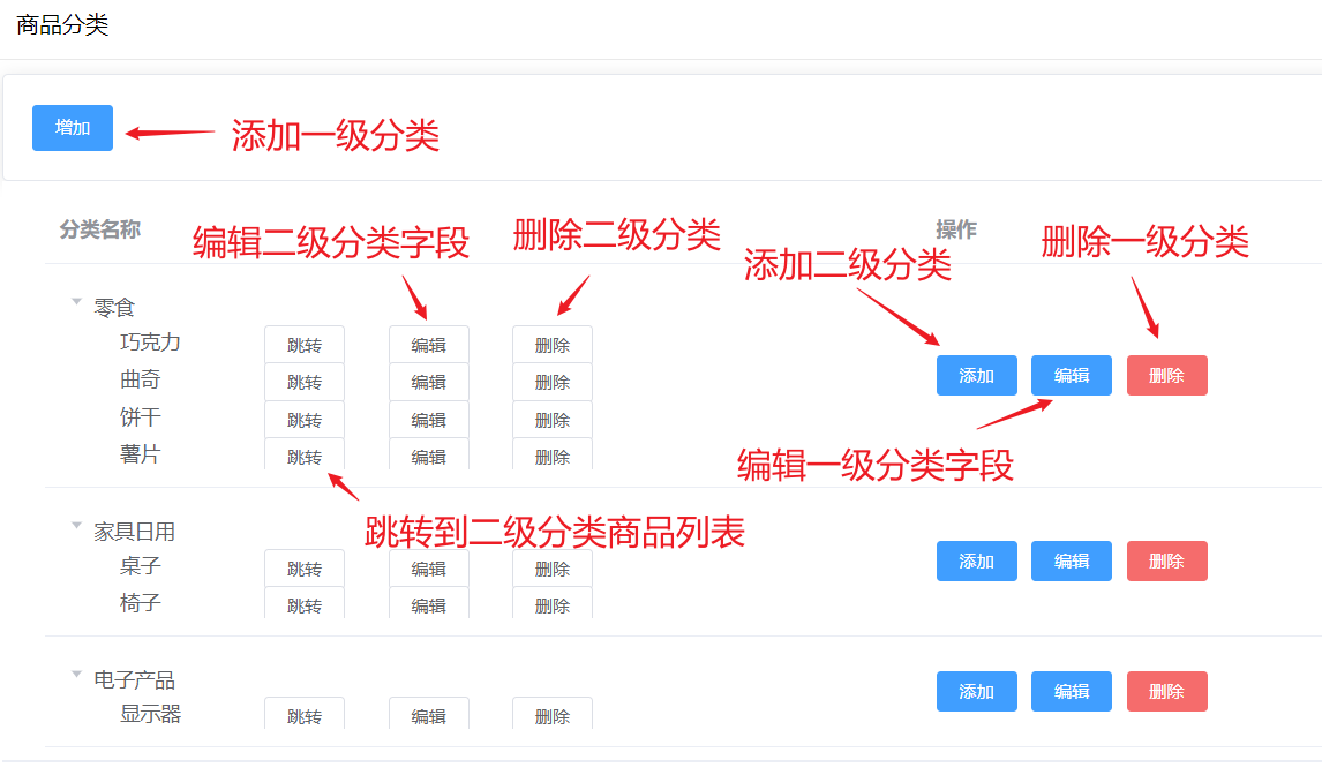 商品分类
增加
添加一级分类
分类名称
编辑二级分类字段
删除二级分类
操作
添加二级分类
删除一级分类
零食
巧克力 跳转 编辑 删除
曲奇 跳转 编辑 删除
添加 编辑 删除
饼干 跳转 编辑 删除
薯片 跳转 编辑 删除
编辑一级分类字段
跳转到二级分类商品列表
家具日用
桌子 跳转 编辑 删除
添加 编辑 删除
椅子 跳转 编辑 删除
电子产品
添加 编辑 删除
显示器 跳转 编辑 删除